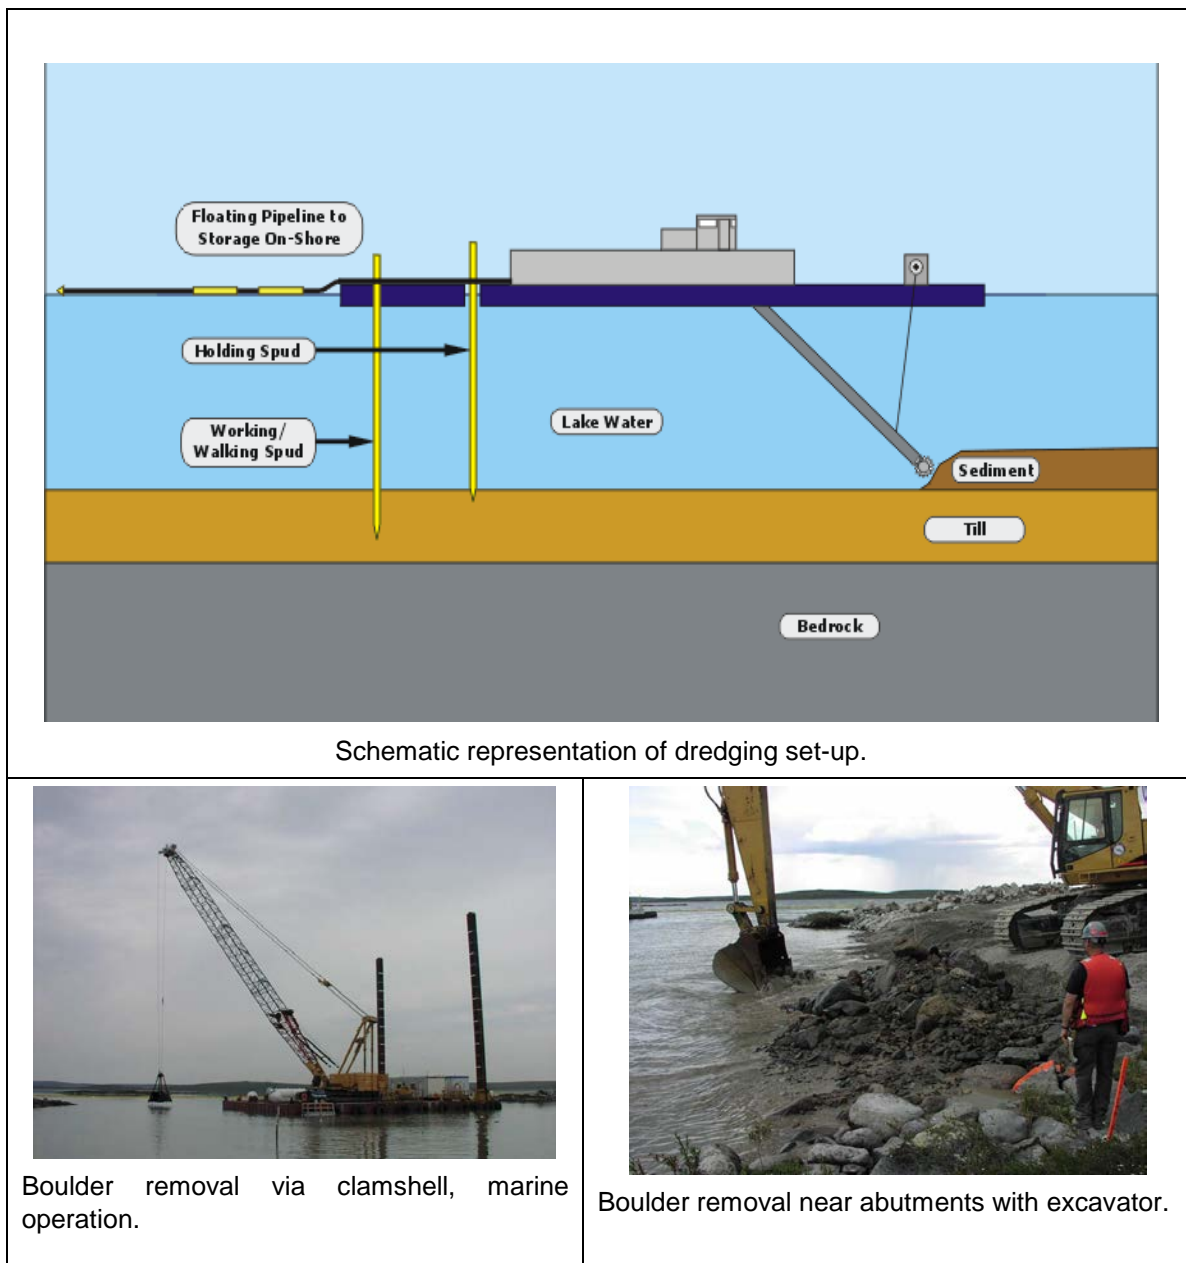 Floating Pipeline to
Storage On-Shore
Holding Spud
Working/
Walking Spud
Lake Water
Sediment
Till
Bedrock
Schematic representation of dredging set-up.
Boulder removal via clamshell, marine
operation.
Boulder removal near abutments with excavator.